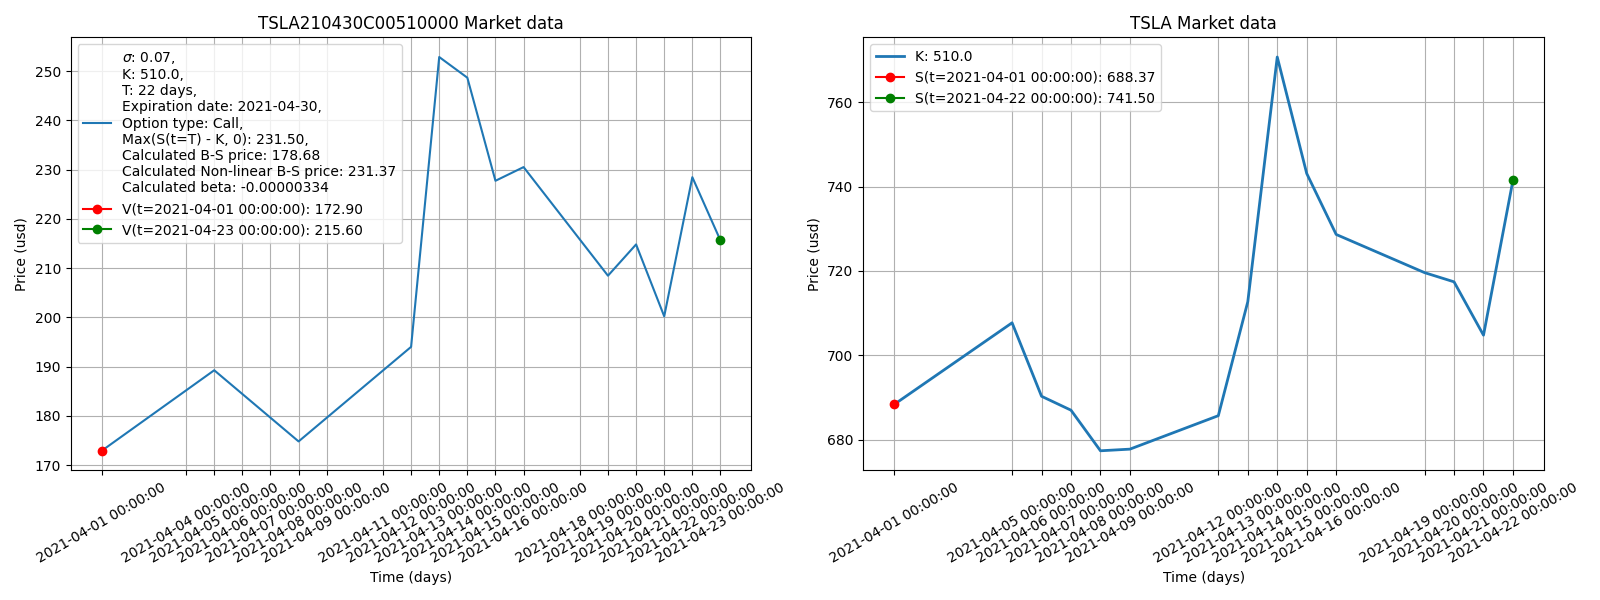 TSLA210430C00510000 Market data
σ: 0.07,
K: 510.0,
T: 22 days,
Expiration date: 2021-04-30,
Option type: Call,
Max(S(t=T) - K, 0): 231.50,
Calculated B-S price: 178.68
Calculated Non-linear B-S price: 231.37
Calculated beta: -0.00000334
V(t=2021-04-01 00:00:00): 172.90
V(t=2021-04-23 00:00:00): 215.60
Price (usd)
250
240
230
220
210
200
190
180
170
2021-04-01 00:00:00
2021-04-04 00:00:00
2021-04-05 00:00:00
2021-04-06 00:00:00
2021-04-07 00:00:00
2021-04-08 00:00:00
2021-04-09 00:00:00
2021-04-11 00:00:00
2021-04-12 00:00:00
2021-04-13 00:00:00
2021-04-14 00:00:00
2021-04-15 00:00:00
2021-04-16 00:00:00
2021-04-18 00:00:00
2021-04-19 00:00:00
2021-04-20 00:00:00
2021-04-21 00:00:00
2021-04-22 00:00:00
2021-04-23 00:00:00
Time (days)
TSLA Market data
K: 510.0
S(t=2021-04-01 00:00:00): 688.37
S(t=2021-04-22 00:00:00): 741.50
Price (usd)
760
740
720
700
680
2021-04-01 00:00:00
2021-04-05 00:00:00
2021-04-06 00:00:00
2021-04-07 00:00:00
2021-04-08 00:00:00
2021-04-09 00:00:00
2021-04-12 00:00:00
2021-04-13 00:00:00
2021-04-14 00:00:00
2021-04-15 00:00:00
2021-04-16 00:00:00
2021-04-19 00:00:00
2021-04-20 00:00:00
2021-04-21 00:00:00
2021-04-22 00:00:00
Time (days)